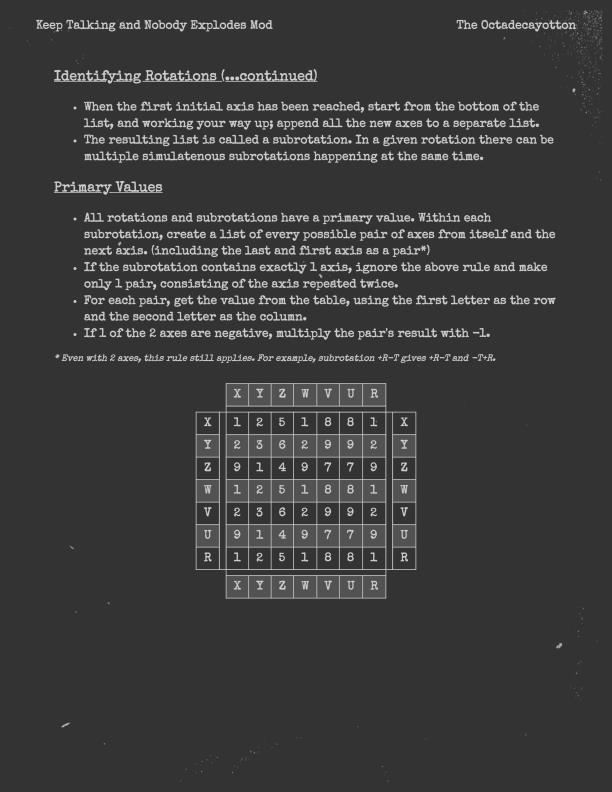 Keep Talking and Nobody Explodes Mod The Octadecayotton
Identifying Rotations (...continued)
• When the first initial axis has been reached, start from the bottom of the
list, and working your way up; append all the new axes to a separate list.
• The resulting list is called a subrotation. In a given rotation there can be
multiple simulatenous subrotations happening at the same time.
Primary Values
• All rotations and subrotations have a primary value. Within each
subrotation, create a list of every possible pair of axes from itself and the
next axis. (including the last and first axis as a pair*)
• If the subrotation contains exactly 1 axis, ignore the above rule and make
only 1 pair, consisting of the axis repeated twice.
• For each pair, get the value from the table, using the first letter as the row
and the second letter as the column.
• If 1 of the 2 axes are negative, multiply the pair's result with -1.
* Even with 2 axes, this rule still applies. For example, subrotation +R-T gives +R-T and -T+R.
X Y Z W V U R
X 1 2 5 1 8 8 1 X
Y 2 3 6 2 9 9 2 Y
Z 9 1 4 9 7 7 9 Z
W 1 2 5 1 8 8 1 W
V 2 3 6 2 9 9 2 V
U 9 1 4 9 7 7 9 U
R 1 2 5 1 8 8 1 R
X Y Z W V U R